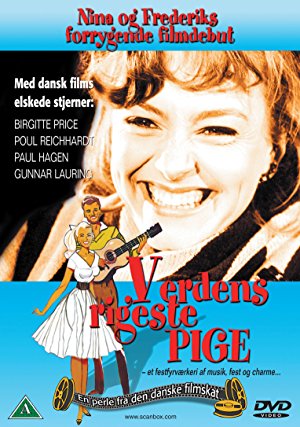 Nina og Frederiks
forrygende filmdebut
Med dansk films
elskede stjerner:
BIRGITTE PRICE
POUL REICHHARDT
PAUL HAGEN
GUNNAR LAURING
Verdens
rigeste
PIGE
– et festfyrværkeri af musik, fest og charme...
En perle fra den danske filmskat
A
www.scanbox.com
DVD
VIDEO